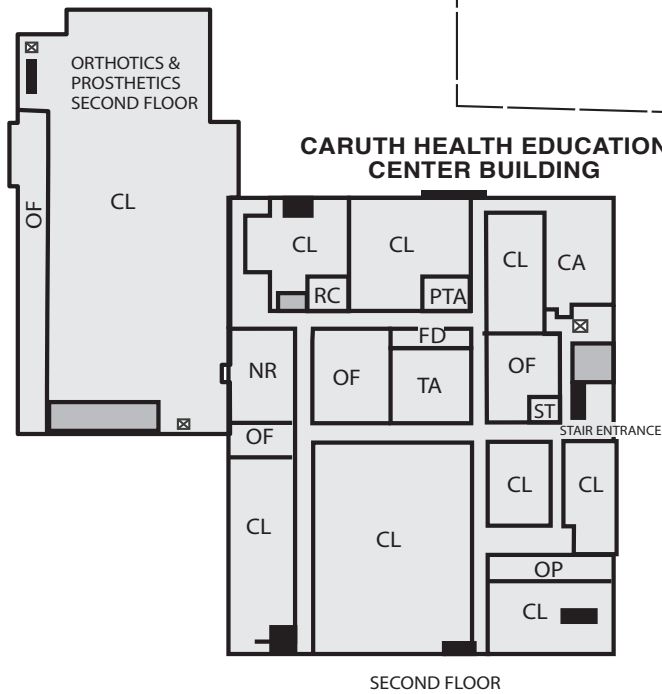 ORTHOTICS &
PROSTHETICS
SECOND FLOOR
CARUTH HEALTH EDUCATION
CENTER BUILDING
OF
CL
CL
CL
CL
CA
RC
PTA
NR
OF
FD
TA
OF
ST
STAIR ENTRANCE
OF
CL
CL
CL
CL
OP
CL
SECOND FLOOR